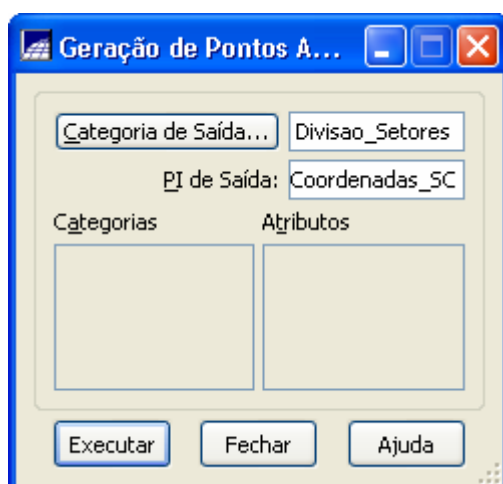 Geração de Pontos A...
Categoria de Saída... Divisao_Setores
PI de Saída: Coordenadas_SC
Categorias Atributos
Executar Fechar Ajuda